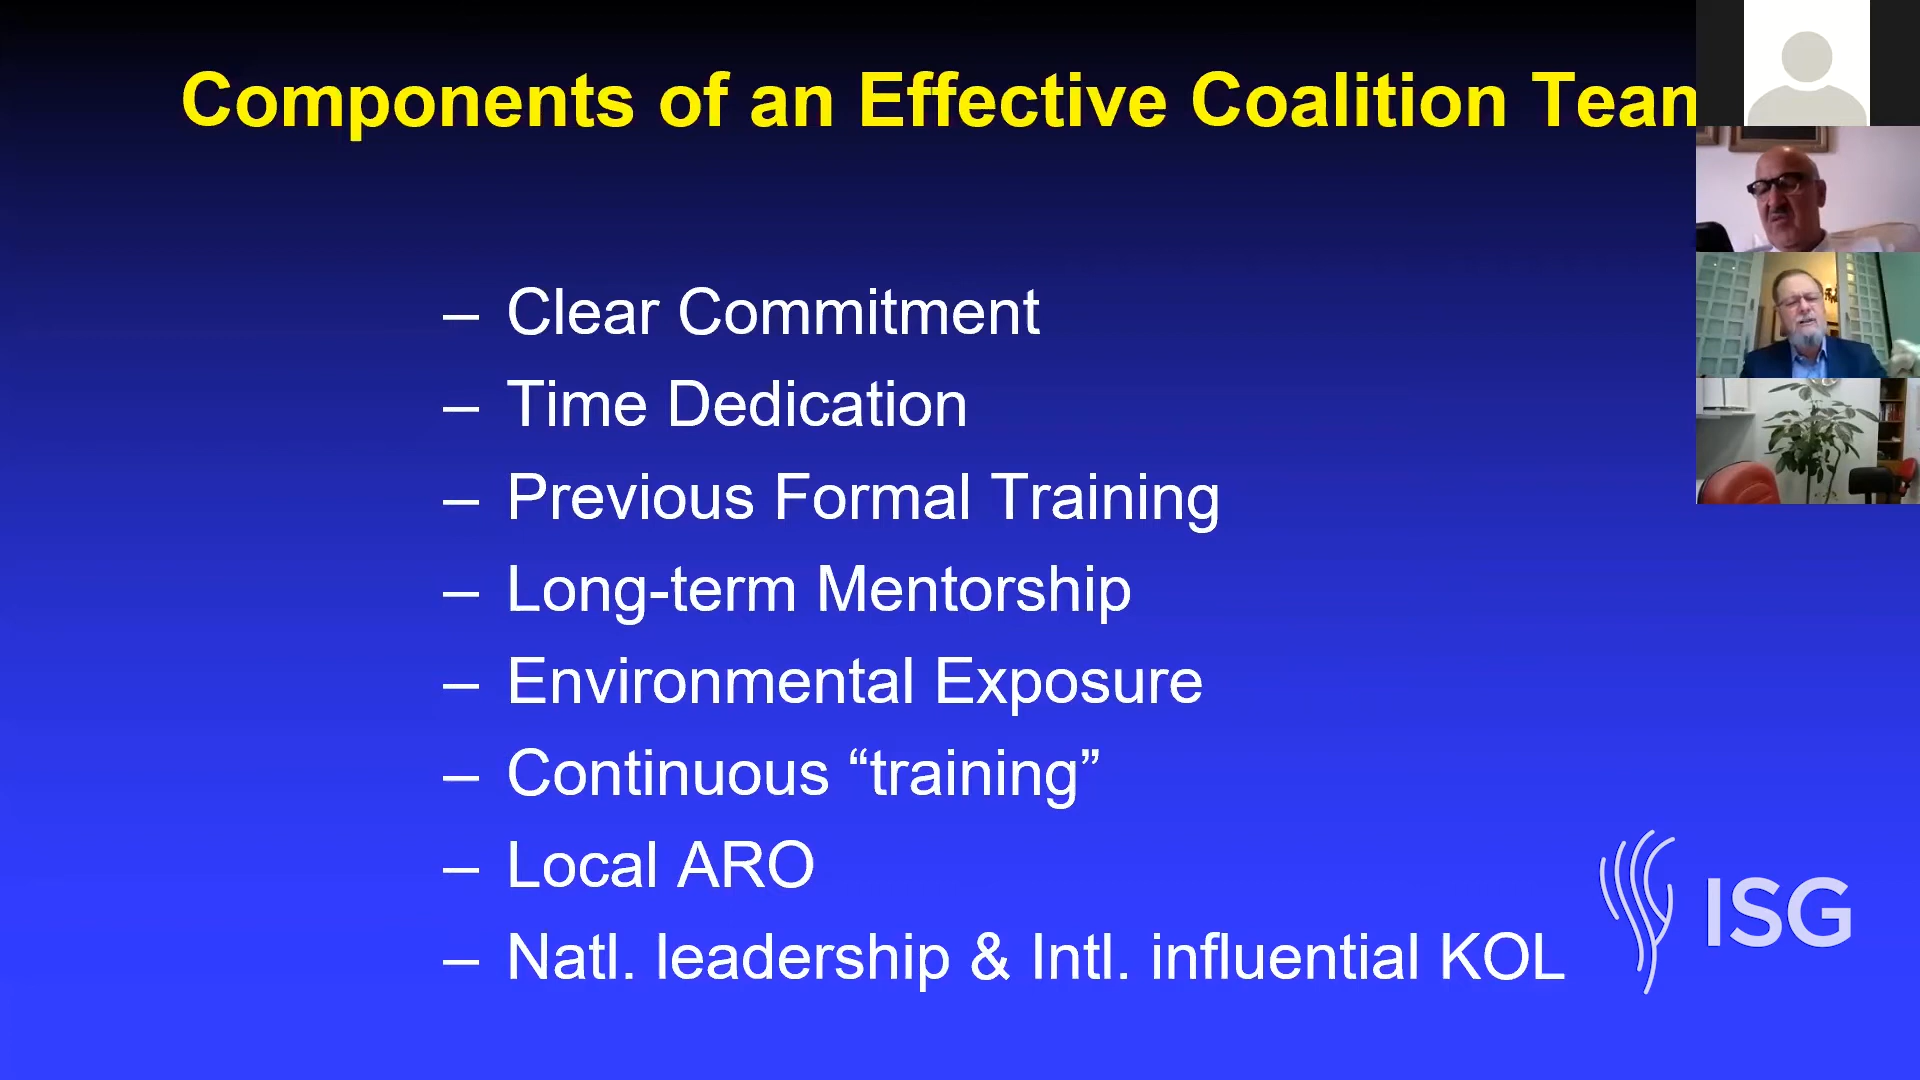 Components of an Effective Coalition Team
– Clear Commitment
– Time Dedication
– Previous Formal Training
– Long-term Mentorship
– Environmental Exposure
– Continuous “training”
– Local ARO
– Natl. leadership & Intl. influential KOL
ISG